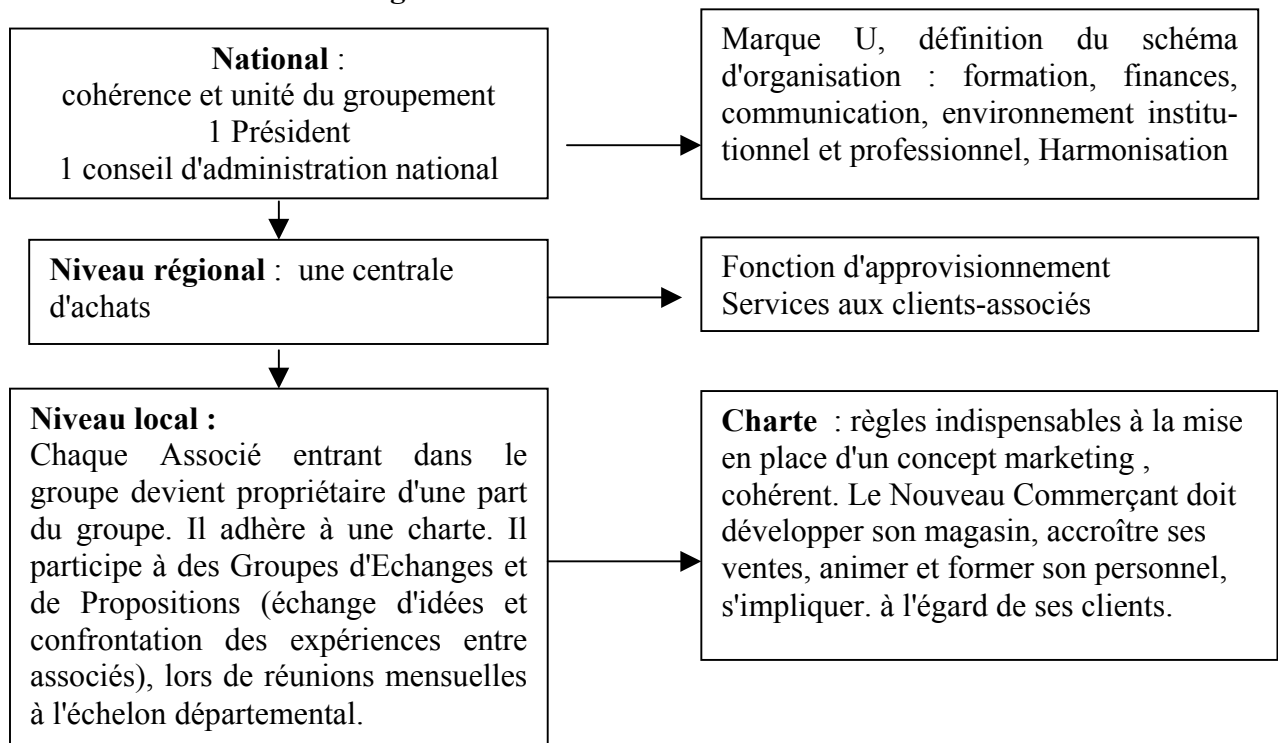 National :
cohérence et unité du groupement
1 Président
1 conseil d'administration national
Marque U, définition du schéma
d'organisation : formation, finances,
communication, environnement institu-
tionnel et professionnel, Harmonisation
Niveau régional : une centrale
d'achats
Fonction d'approvisionnement
Services aux clients-associés
Niveau local :
Chaque Associé entrant dans le
groupe devient propriétaire d'une part
du groupe. Il adhère à une charte. Il
participe à des Groupes d'Echanges et
de Propositions (échange d'idées et
confrontation des expériences entre
associés), lors de réunions mensuelles
à l'échelon départemental.
Charte : règles indispensables à la mise
en place d'un concept marketing ,
cohérent. Le Nouveau Commerçant doit
développer son magasin, accroître ses
ventes, animer et former son personnel,
s'impliquer. à l'égard de ses clients.